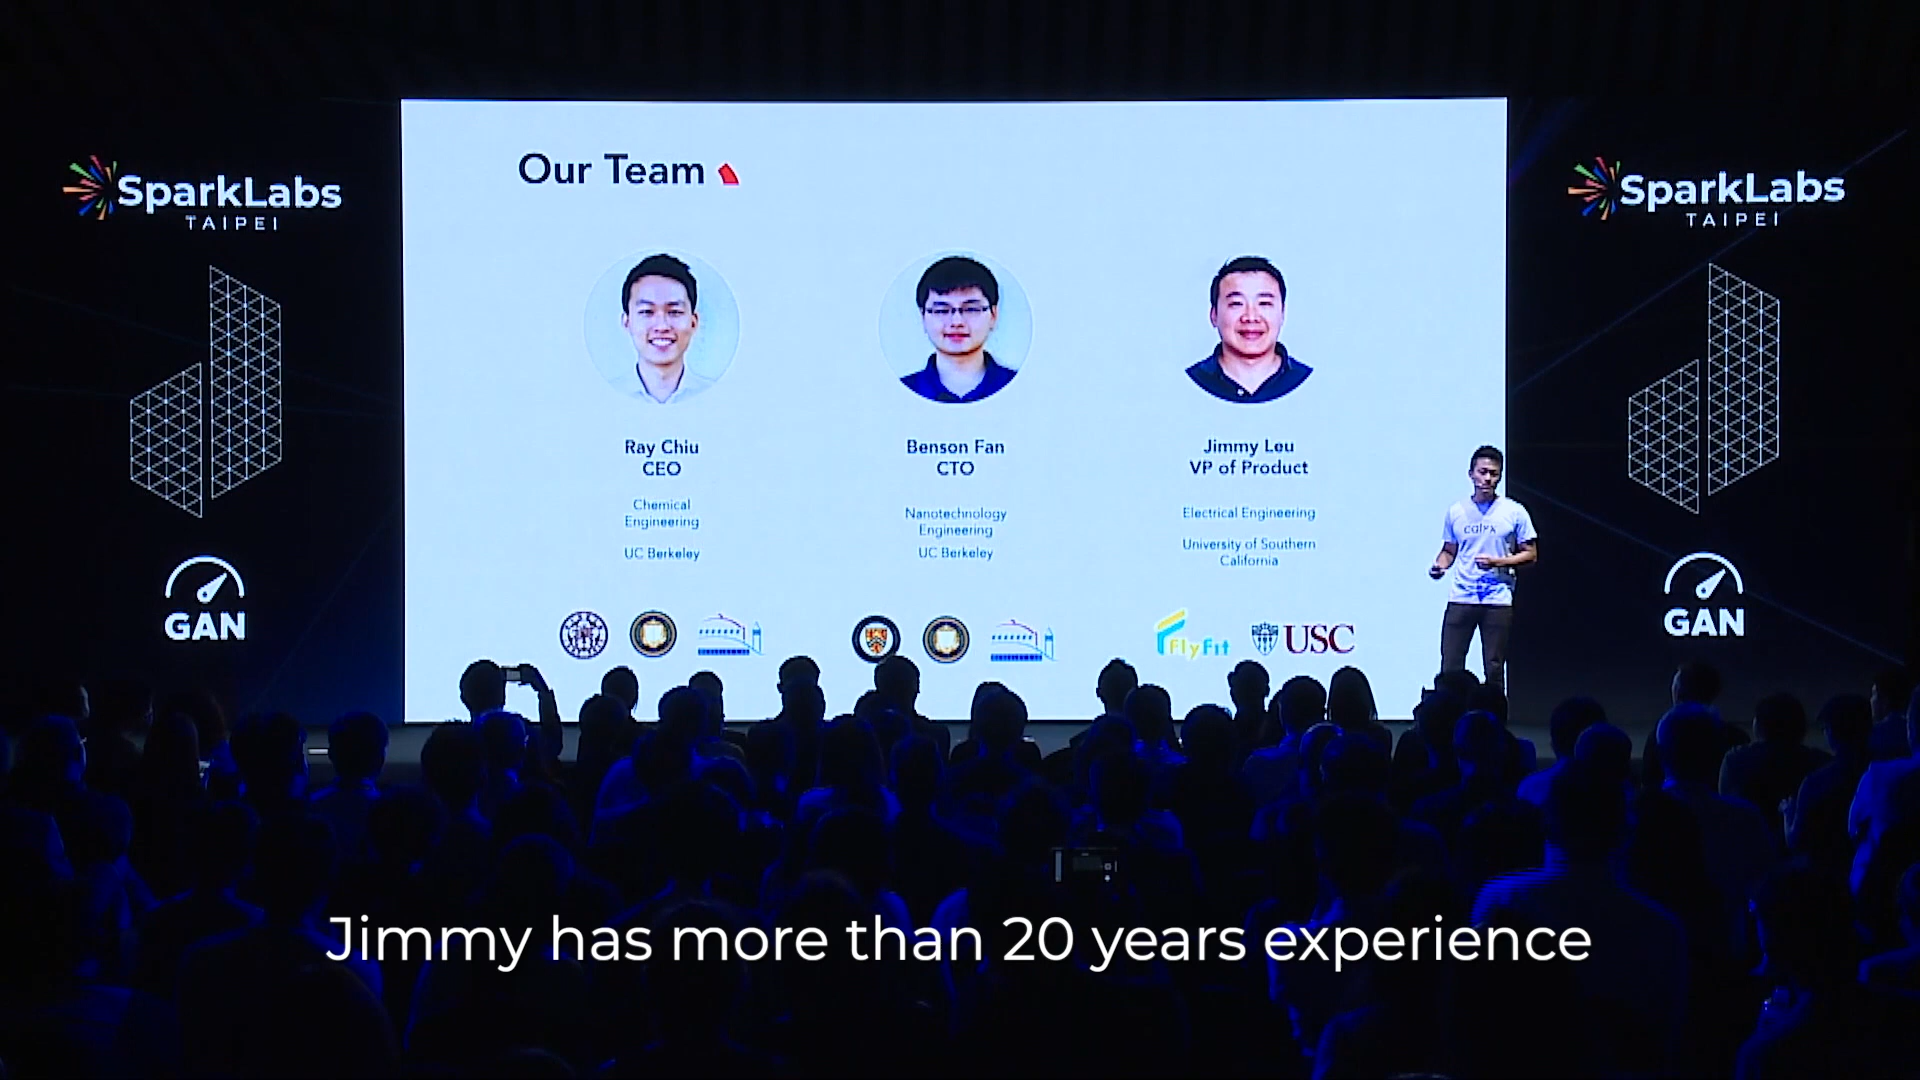 Our Team
SparkLabs
TAIPEI
SparkLabs
TAIPEI
Ray Chiu
CEO
Chemical
Engineering
UC Berkeley
Benson Fan
CTO
Nanotechnology
Engineering
UC Berkeley
Jimmy Leu
VP of Product
Electrical Engineering
University of Southern
California
calyx
FlyFit
USC
GAN
GAN
Jimmy has more than 20 years experience